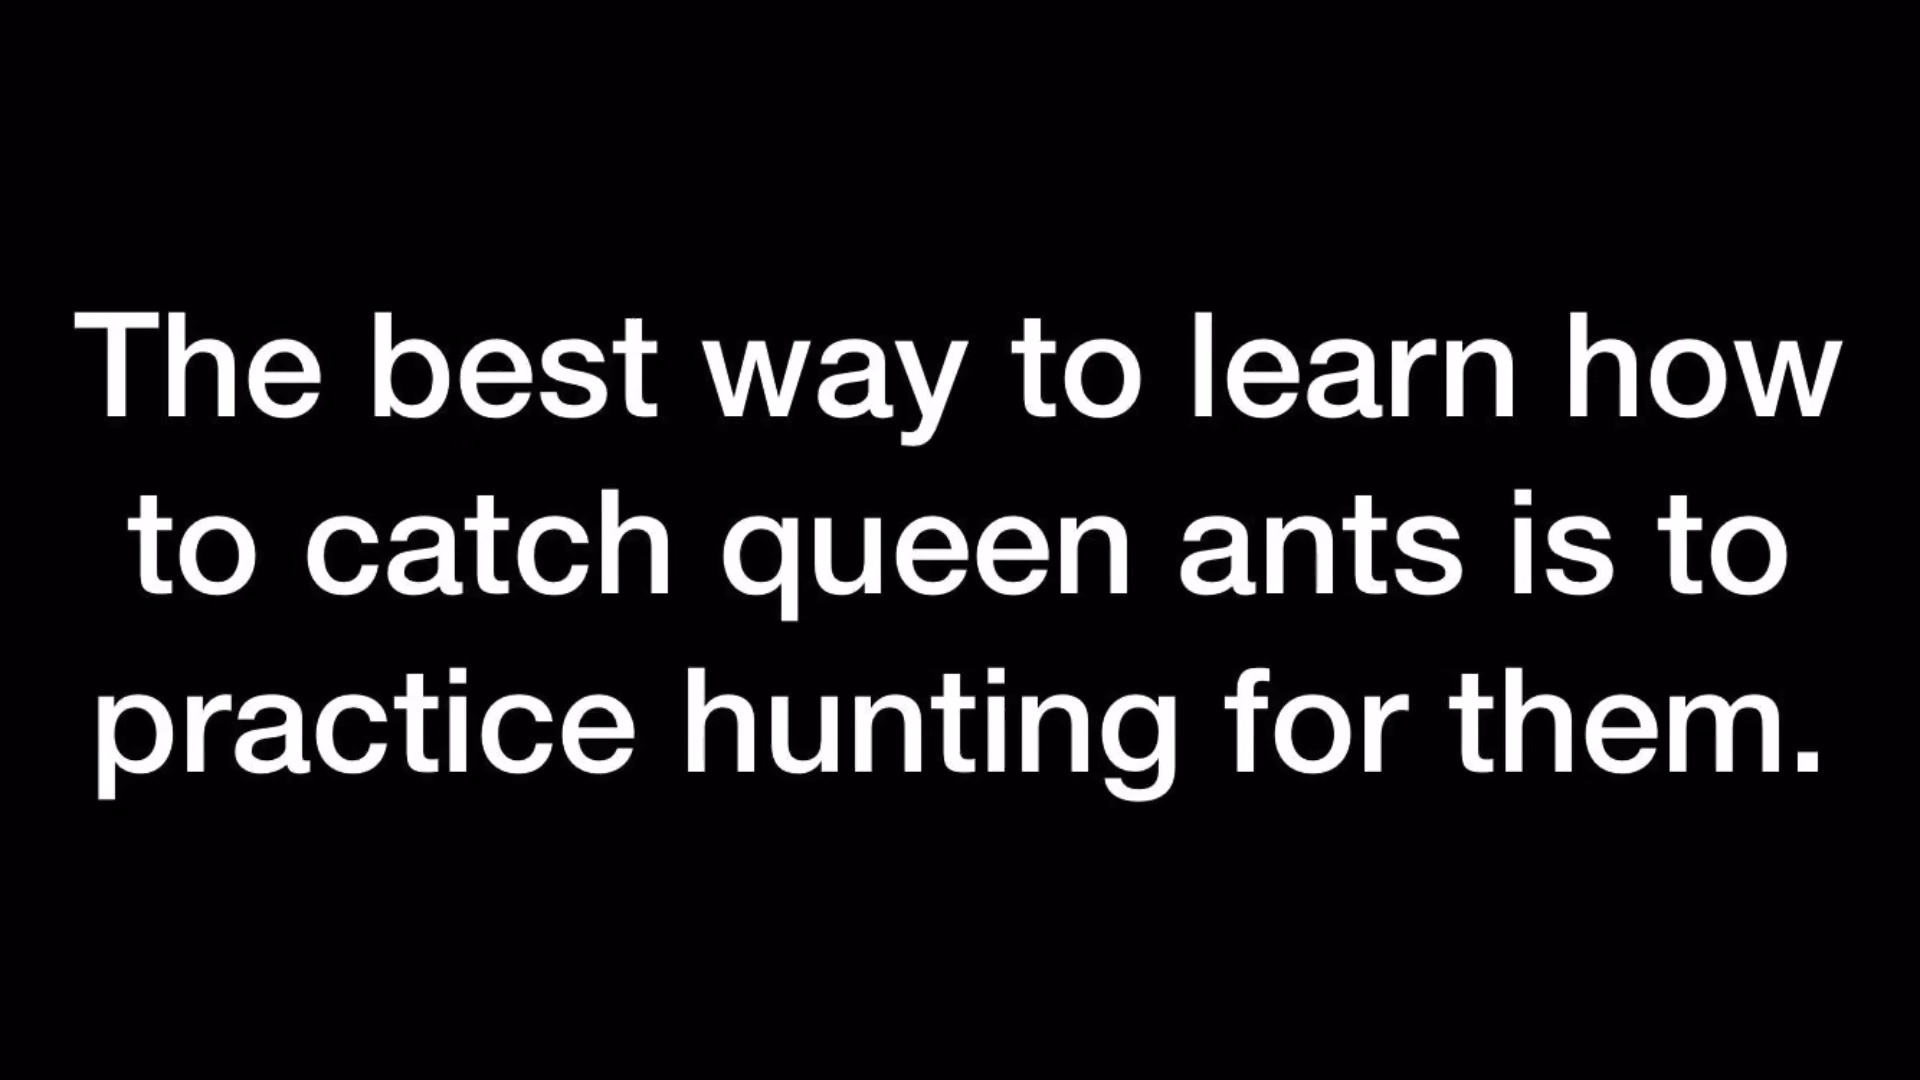 The best way to learn how
to catch queen ants is to
practice hunting for them.